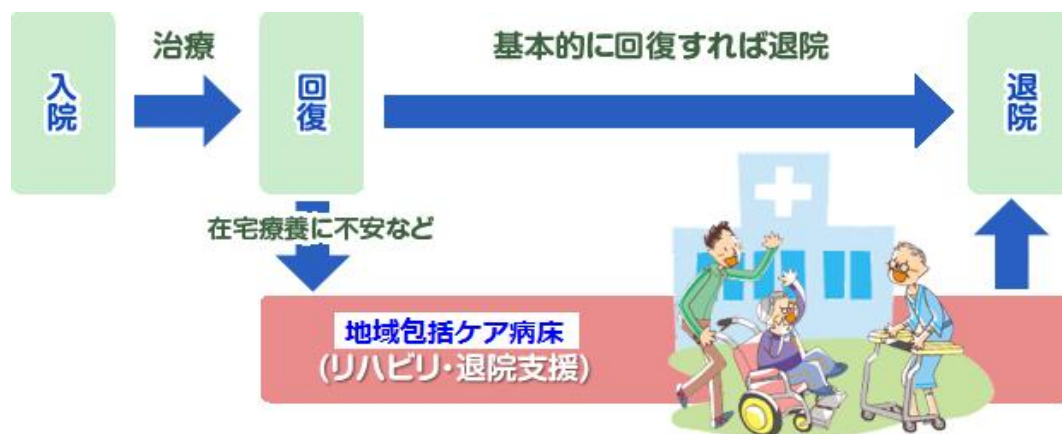 入院
治療
回復
基本的に回復すれば退院
退院
在宅療養に不安など
地域包括ケア病床
(リハビリ・退院支援)